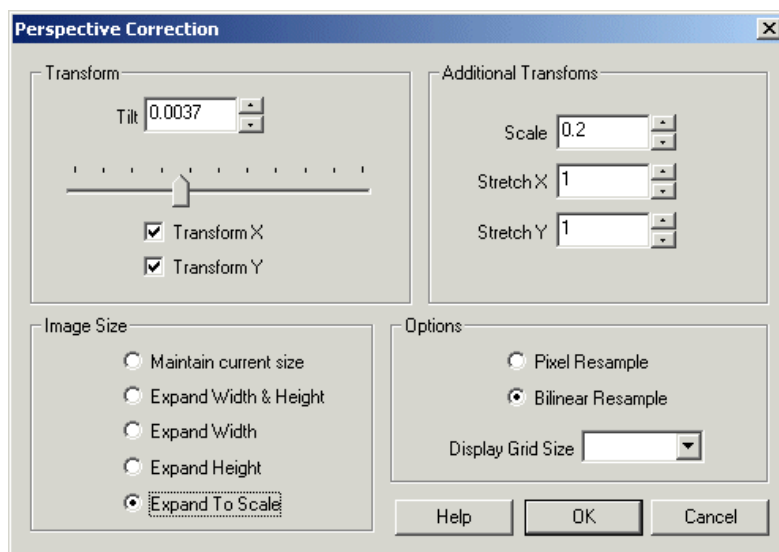 Perspective Correction
Transform
Tilt 0.0037
Transform X
Transform Y
Additional Transfoms
Scale 0.2
Stretch X 1
Stretch Y 1
Image Size
Maintain current size
Expand Width & Height
Expand Width
Expand Height
Expand To Scale
Options
Pixel Resample
Bilinear Resample
Display Grid Size
Help
OK
Cancel